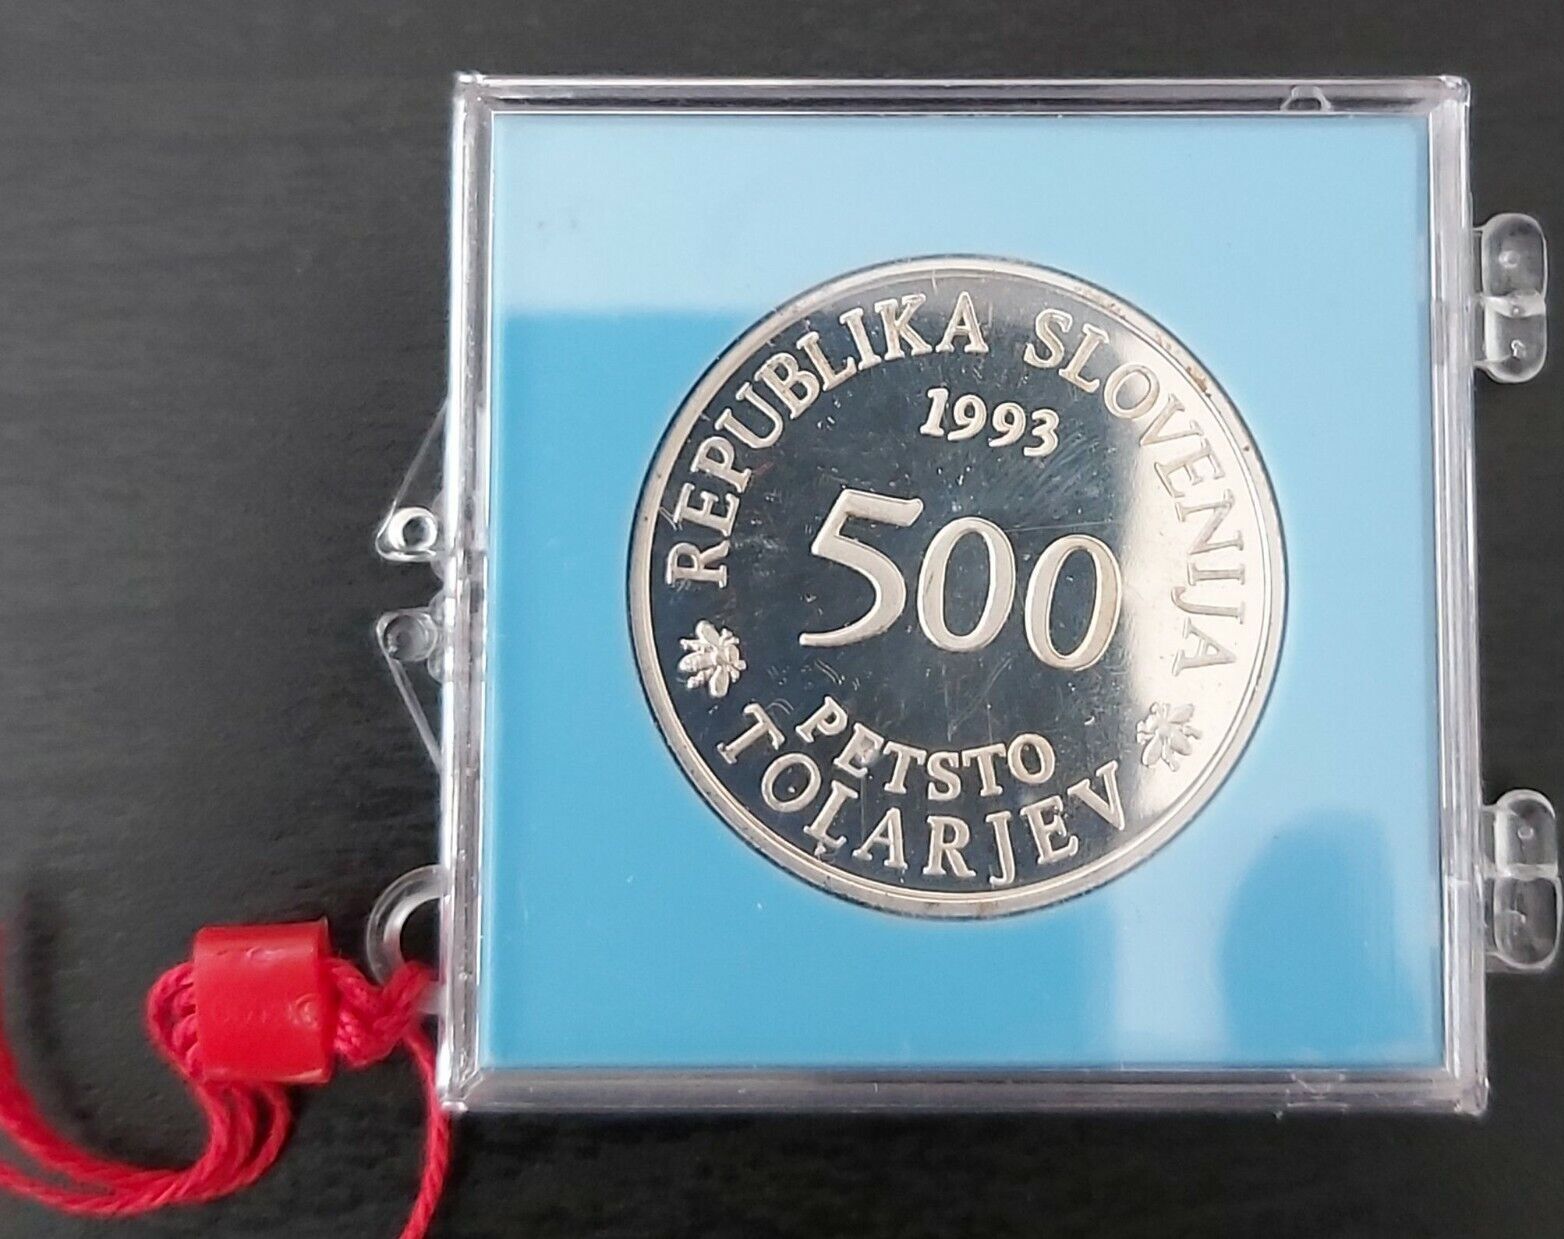 REPUBLIKA SLOVENIJA
1993
500
PETSTO
TOLARJEV